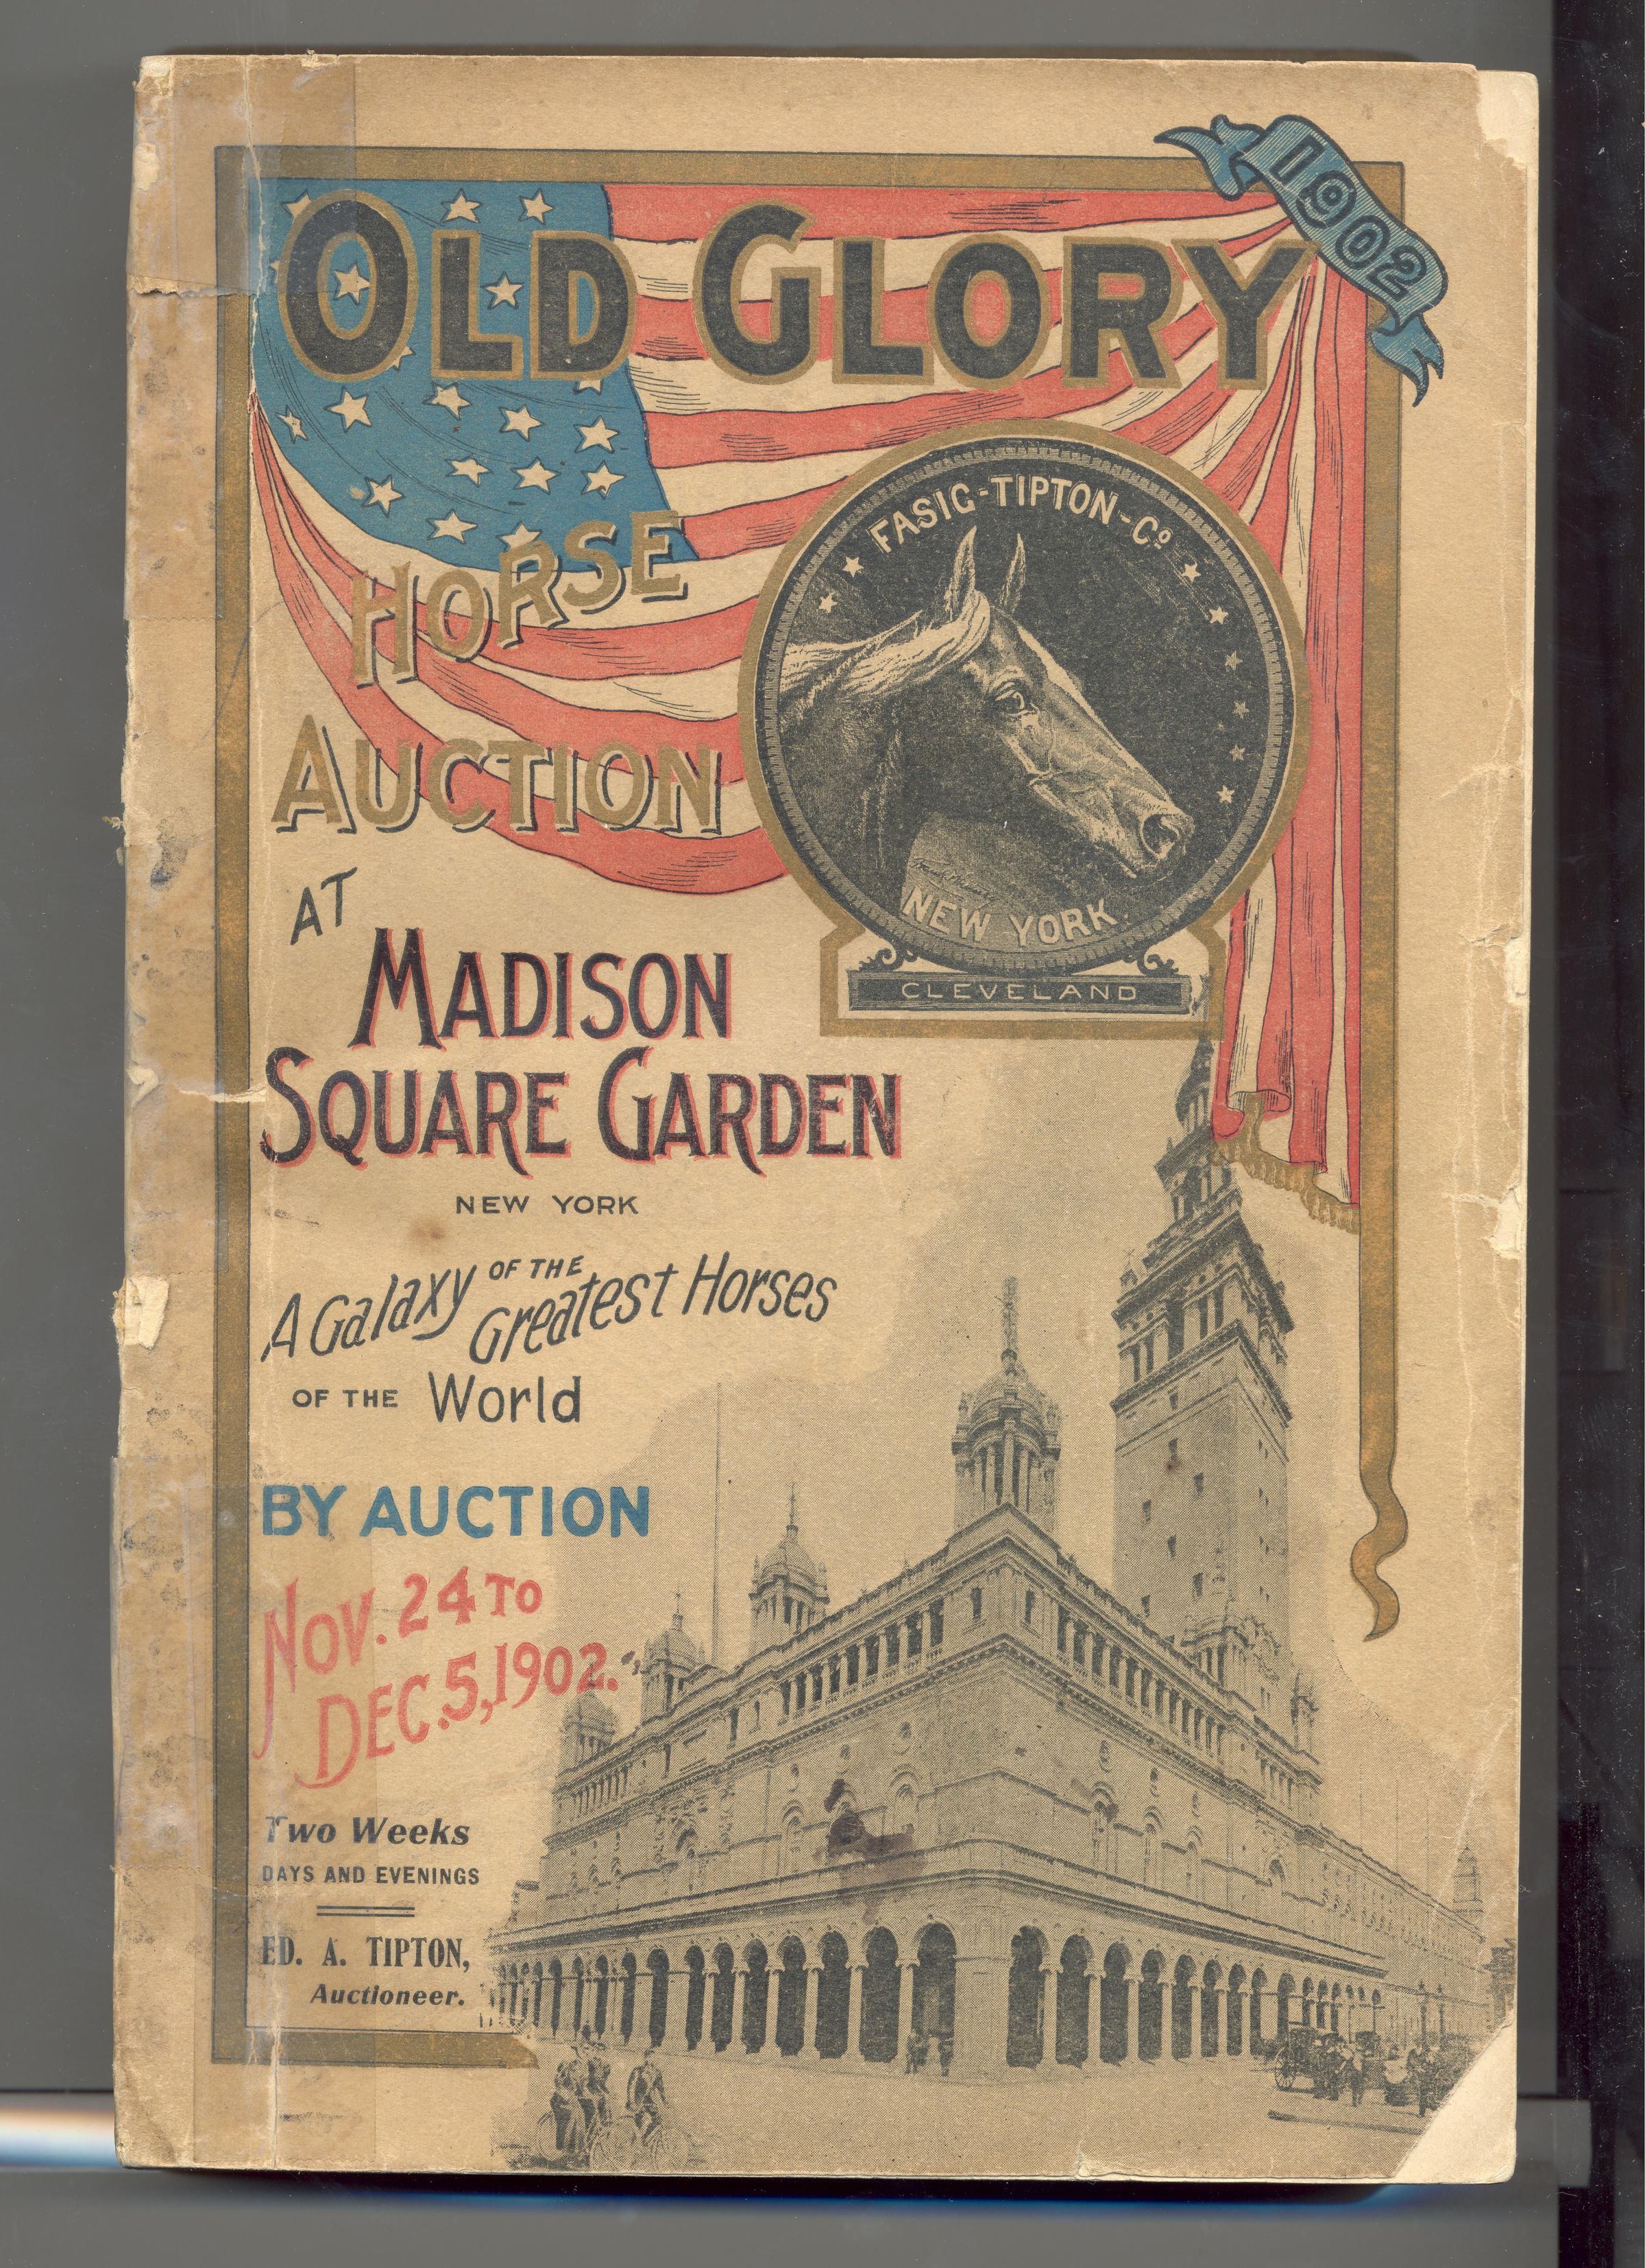 1902
OLD GLORY
HORSE
AUCTION
FASIG-TIPTON-Cº
NEW YORK.
CLEVELAND
AT
MADISON
SQUARE GARDEN
NEW YORK
A Galaxy OF THE
Greatest Horses
OF THE World
BY AUCTION
NOV. 24 TO
DEC. 5, 1902.
Two Weeks
DAYS AND EVENINGS
ED. A. TIPTON,
Auctioneer.